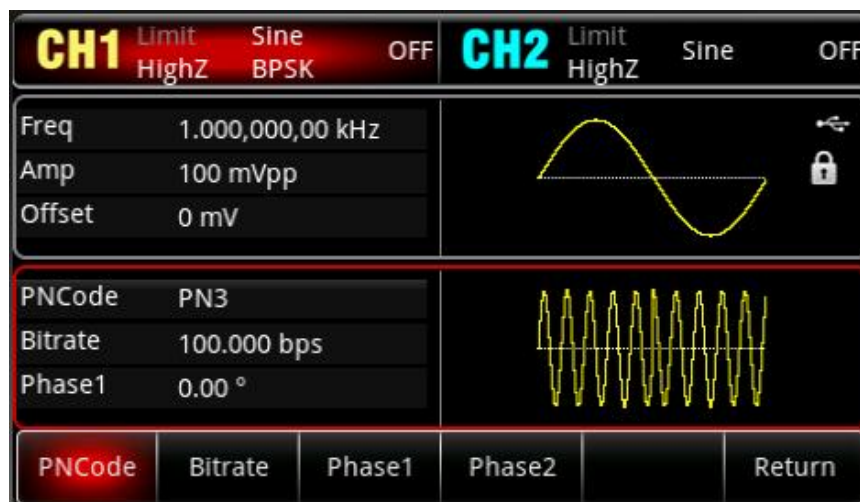 CH1 Limit Sine OFF CH2 Limit Sine OFF
HighZ BPSK HighZ
Freq 1.000,000,00 kHz
Amp 100 mVpp
Offset 0 mV
PNCode PN3
Bitrate 100.000 bps
Phase1 0.00 °
PNCode Bitrate Phase1 Phase2 Return